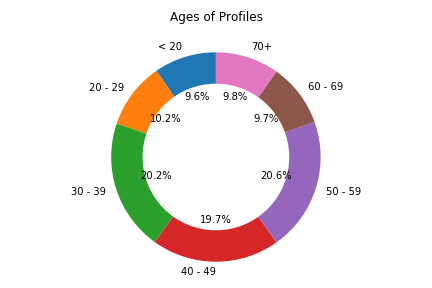 Ages of Profiles
< 20
70+
20 - 29
60 - 69
9.6%
9.8%
10.2%
9.7%
30 - 39
20.2%
20.6%
50 - 59
19.7%
40 - 49